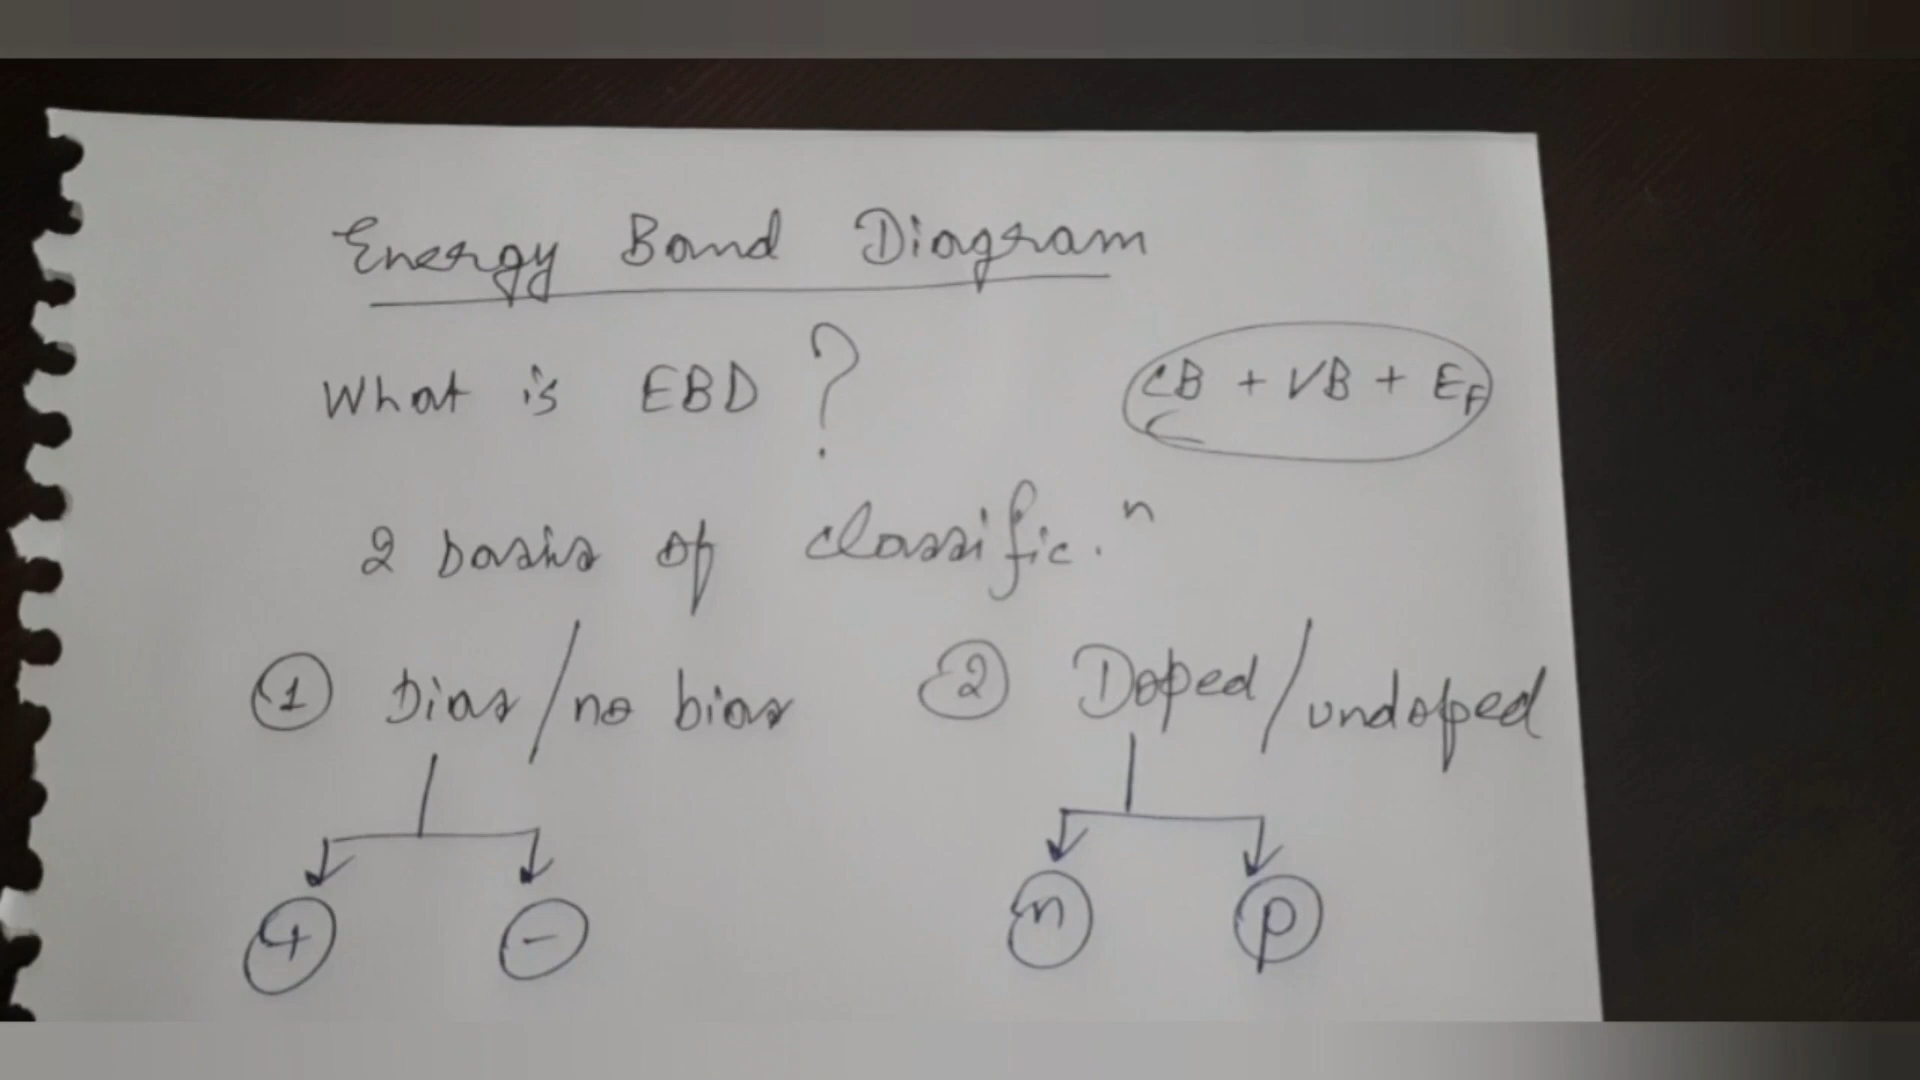 Energy Band Diagram
What is EBD ?
CB + VB + EF
2 basis of classific.n
1 Bias/no bias
2 Doped/undoped
+ -
n p